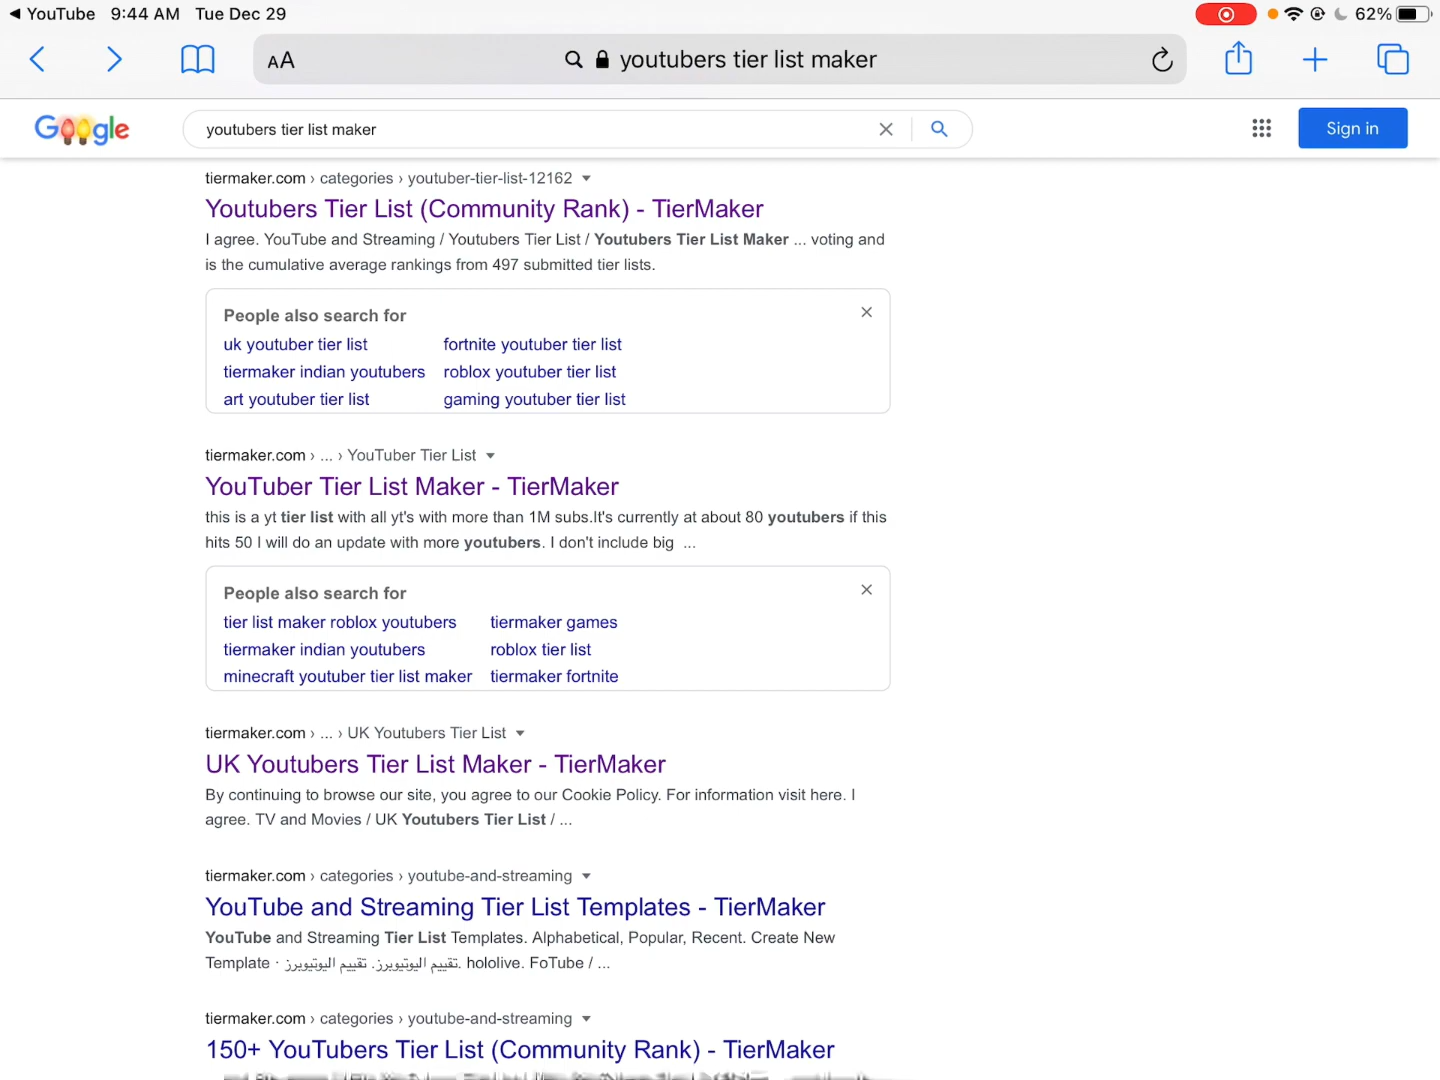 YouTube 9:44 AM Tue Dec 29 62%
AA youtubers tier list maker
Google youtubers tier list maker Sign in
tiermaker.com › categories › youtuber-tier-list-12162
Youtubers Tier List (Community Rank) - TierMaker
I agree. YouTube and Streaming / Youtubers Tier List / Youtubers Tier List Maker ... voting and
is the cumulative average rankings from 497 submitted tier lists.
People also search for
uk youtuber tier list fortnite youtuber tier list
tiermaker indian youtubers roblox youtuber tier list
art youtuber tier list gaming youtuber tier list
tiermaker.com › ... › YouTuber Tier List
YouTuber Tier List Maker - TierMaker
this is a yt tier list with all yt's with more than 1M subs.It's currently at about 80 youtubers if this
hits 50 I will do an update with more youtubers. I don't include big ...
People also search for
tier list maker roblox youtubers tiermaker games
tiermaker indian youtubers roblox tier list
minecraft youtuber tier list maker tiermaker fortnite
tiermaker.com › ... › UK Youtubers Tier List
UK Youtubers Tier List Maker - TierMaker
By continuing to browse our site, you agree to our Cookie Policy. For information visit here. I
agree. TV and Movies / UK Youtubers Tier List / ...
tiermaker.com › categories › youtube-and-streaming
YouTube and Streaming Tier List Templates - TierMaker
YouTube and Streaming Tier List Templates. Alphabetical, Popular, Recent. Create New
Template · تقييم اليوتيوبرز. تقييم اليوتيوبرز. hololive. FoTube / ...
tiermaker.com › categories › youtube-and-streaming
150+ YouTubers Tier List (Community Rank) - TierMaker